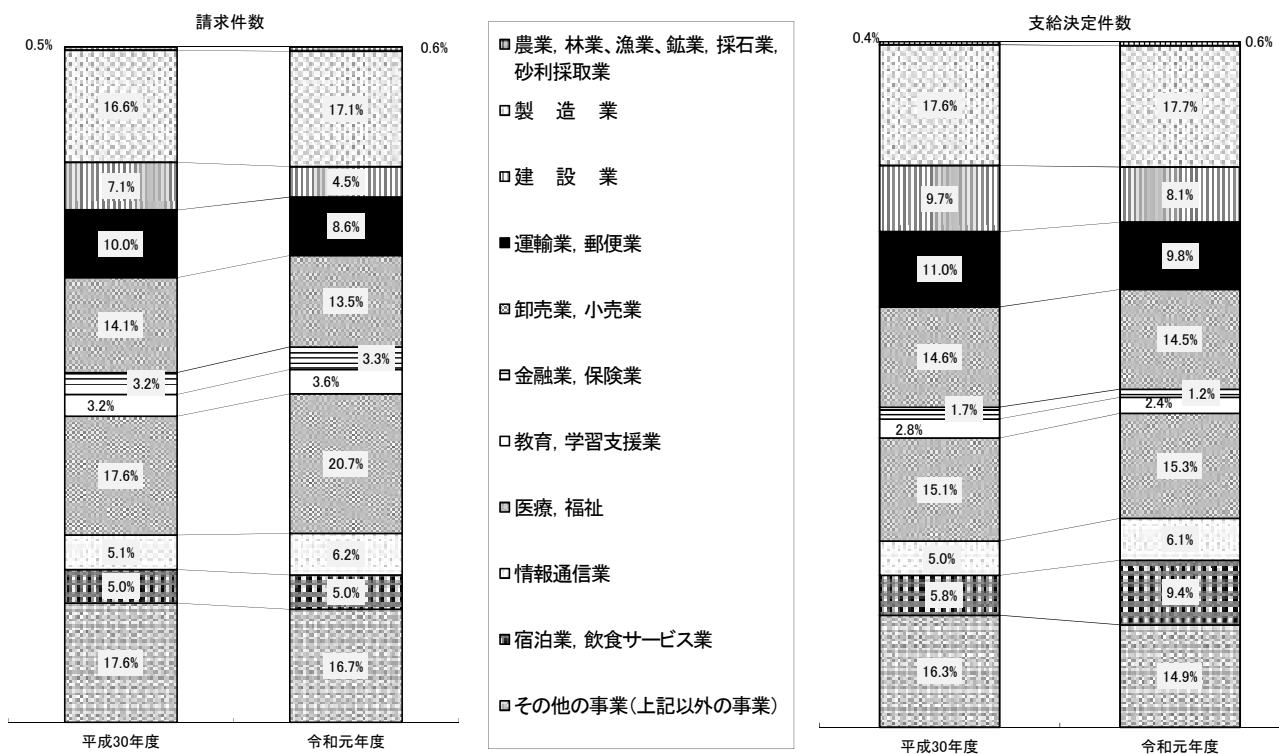 請求件数
0.5%
0.6%
16.6%
17.1%
7.1%
4.5%
10.0%
8.6%
14.1%
13.5%
3.2%
3.3%
3.2%
3.6%
17.6%
20.7%
5.1%
6.2%
5.0%
5.0%
17.6%
16.7%
平成30年度
令和元年度
農業, 林業、漁業、鉱業, 採石業,
砂利採取業
製 造 業
建 設 業
運輸業, 郵便業
卸売業, 小売業
金融業, 保険業
教育, 学習支援業
医療, 福祉
情報通信業
宿泊業, 飲食サービス業
その他の事業(上記以外の事業)
支給決定件数
0.4%
0.6%
17.6%
17.7%
9.7%
8.1%
11.0%
9.8%
14.6%
14.5%
1.7%
1.2%
2.8%
2.4%
15.1%
15.3%
5.0%
6.1%
5.8%
9.4%
16.3%
14.9%
平成30年度
令和元年度